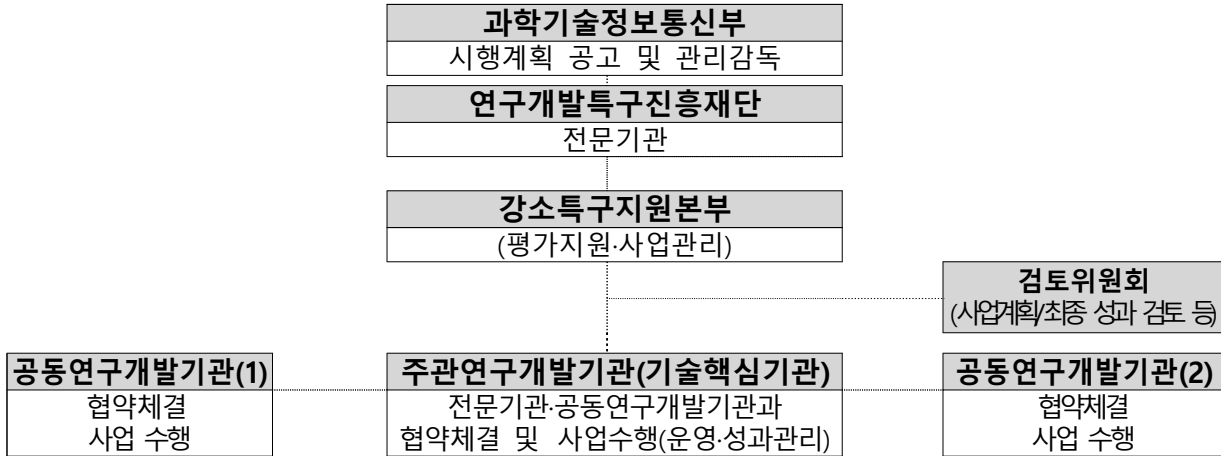 과학기술정보통신부
시행계획 공고 및 관리감독
연구개발특구진흥재단
전문기관
강소특구지원본부
(평가지원·사업관리)
검토위원회
(사업계획/최종 성과 검토 등)
공동연구개발기관(1)
협약체결
사업 수행
주관연구개발기관(기술핵심기관)
전문기관·공동연구개발기관과
협약체결 및 사업수행(운영·성과관리)
공동연구개발기관(2)
협약체결
사업 수행